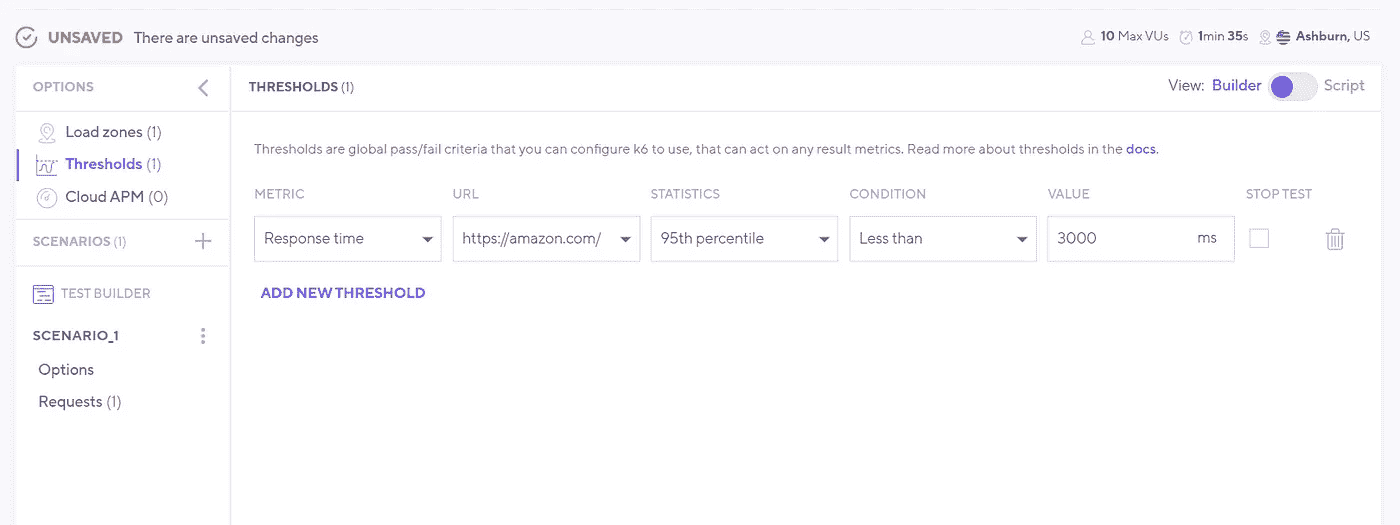 UNSAVED There are unsaved changes
10 Max VUs 1min 35s Ashburn, US
OPTIONS
Load zones (1)
Thresholds (1)
Cloud APM (0)
SCENARIOS (1)
TEST BUILDER
SCENARIO_1
Options
Requests (1)
THRESHOLDS (1)
View: Builder Script
Thresholds are global pass/fail criteria that you can configure k6 to use, that can act on any result metrics. Read more about thresholds in the docs.
METRIC URL STATISTICS CONDITION VALUE STOP TEST
Response time https://amazon.com/ 95th percentile Less than 3000 ms
ADD NEW THRESHOLD